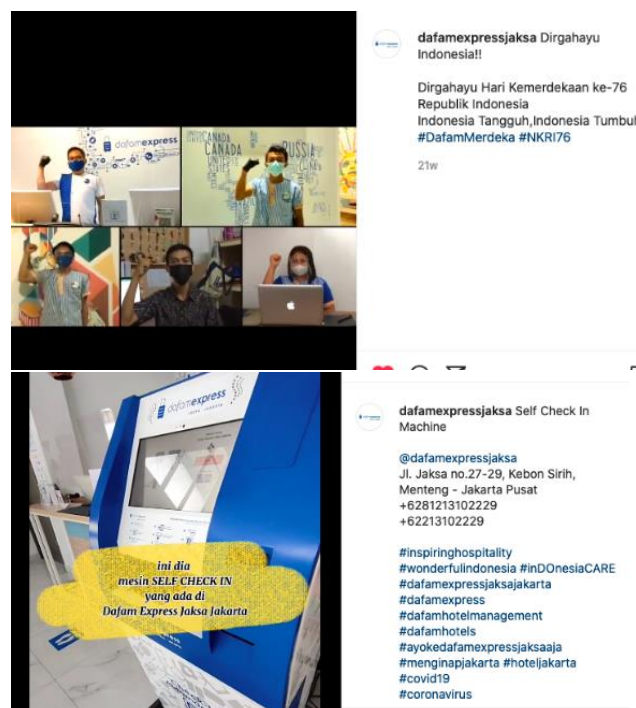 dafamexpress
CANADA
CANADA
RUSSIA
dafamexpressjaksa Dirgahayu
Indonesia!!
Dirgahayu Hari Kemerdekaan ke-76
Republik Indonesia
Indonesia Tangguh,Indonesia Tumbuh
#DafamMerdeka #NKRI76
21w
dafamexpress
ini dia
mesin SELF CHECK IN
yang ada di
Dafam Express Jaksa Jakarta
dafamexpressjaksa Self Check In
Machine
@dafamexpressjaksa
Jl. Jaksa no.27-29, Kebon Sirih,
Menteng - Jakarta Pusat
+6281213102229
+62213102229
#inspiringhospitality
#wonderfulindonesia #inDOnesiaCARE
#dafamexpressjaksajakarta
#dafamexpress
#dafamhotelmanagement
#dafamhotels
#ayokedafamexpressjaksaaja
#menginapjakarta #hoteljakarta
#covid19
#coronavirus